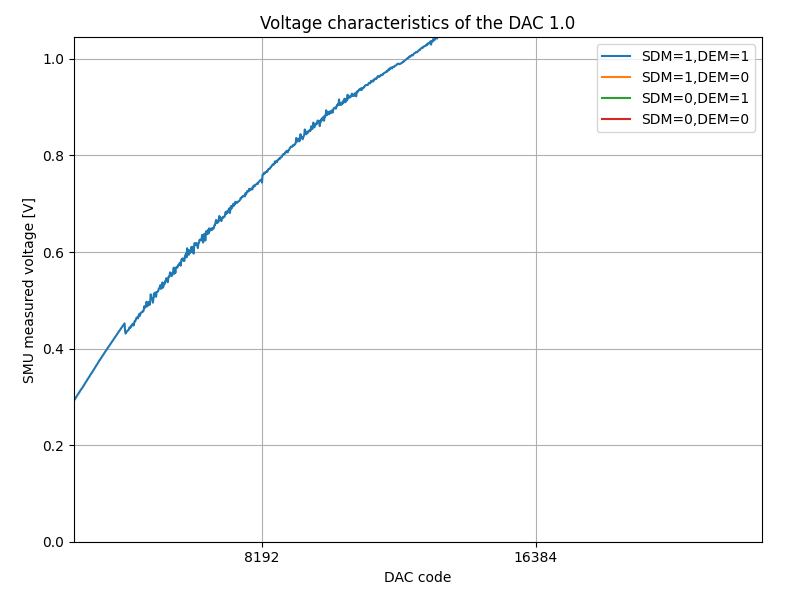 Voltage characteristics of the DAC 1.0
SDM=1,DEM=1
SDM=1,DEM=0
SDM=0,DEM=1
SDM=0,DEM=0
SMU measured voltage [V]
1.0
0.8
0.6
0.4
0.2
0.0
8192
16384
DAC code